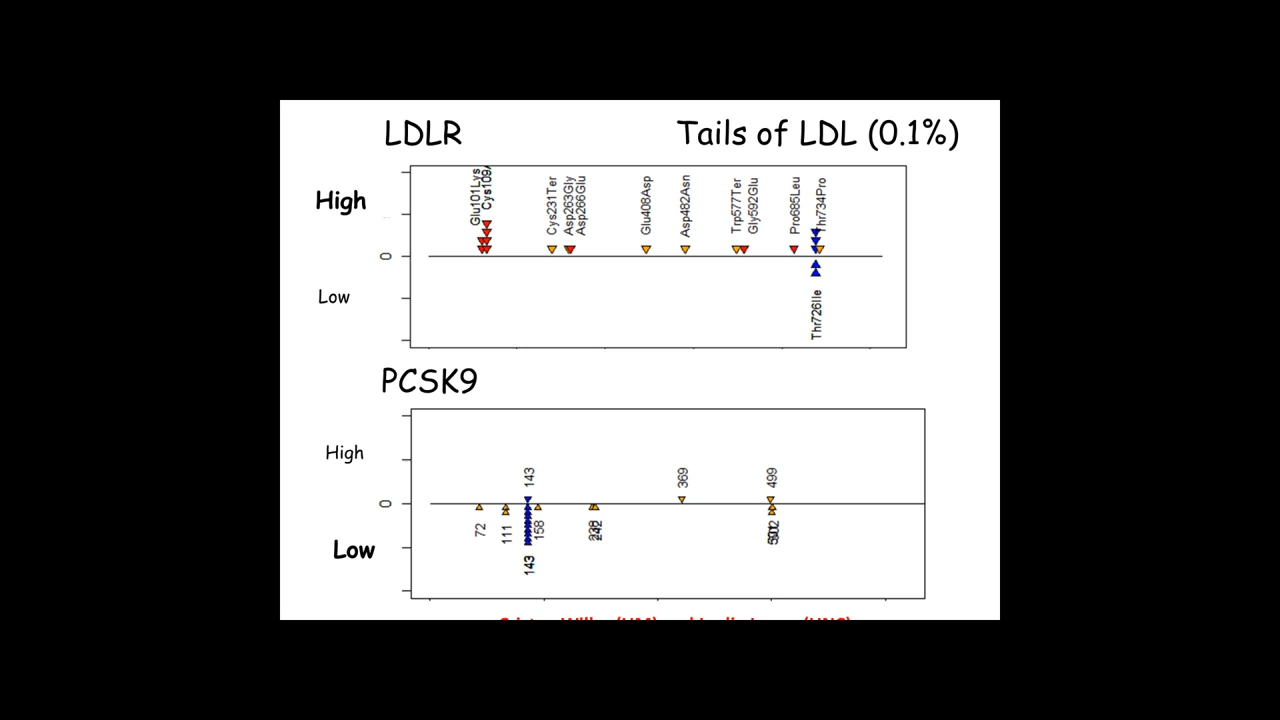 LDLR
Tails of LDL (0.1%)
High
0
Low
Glu101Lys
Cys231Ter
Asp263Gly
Asp266Glu
Glu408Asp
Asp482Asn
Trp577Ter
Gly592Glu
Pro685Leu
Thr734Pro
Thr726Ile
PCSK9
High
0
Low
143
369
499
72
111
158
143